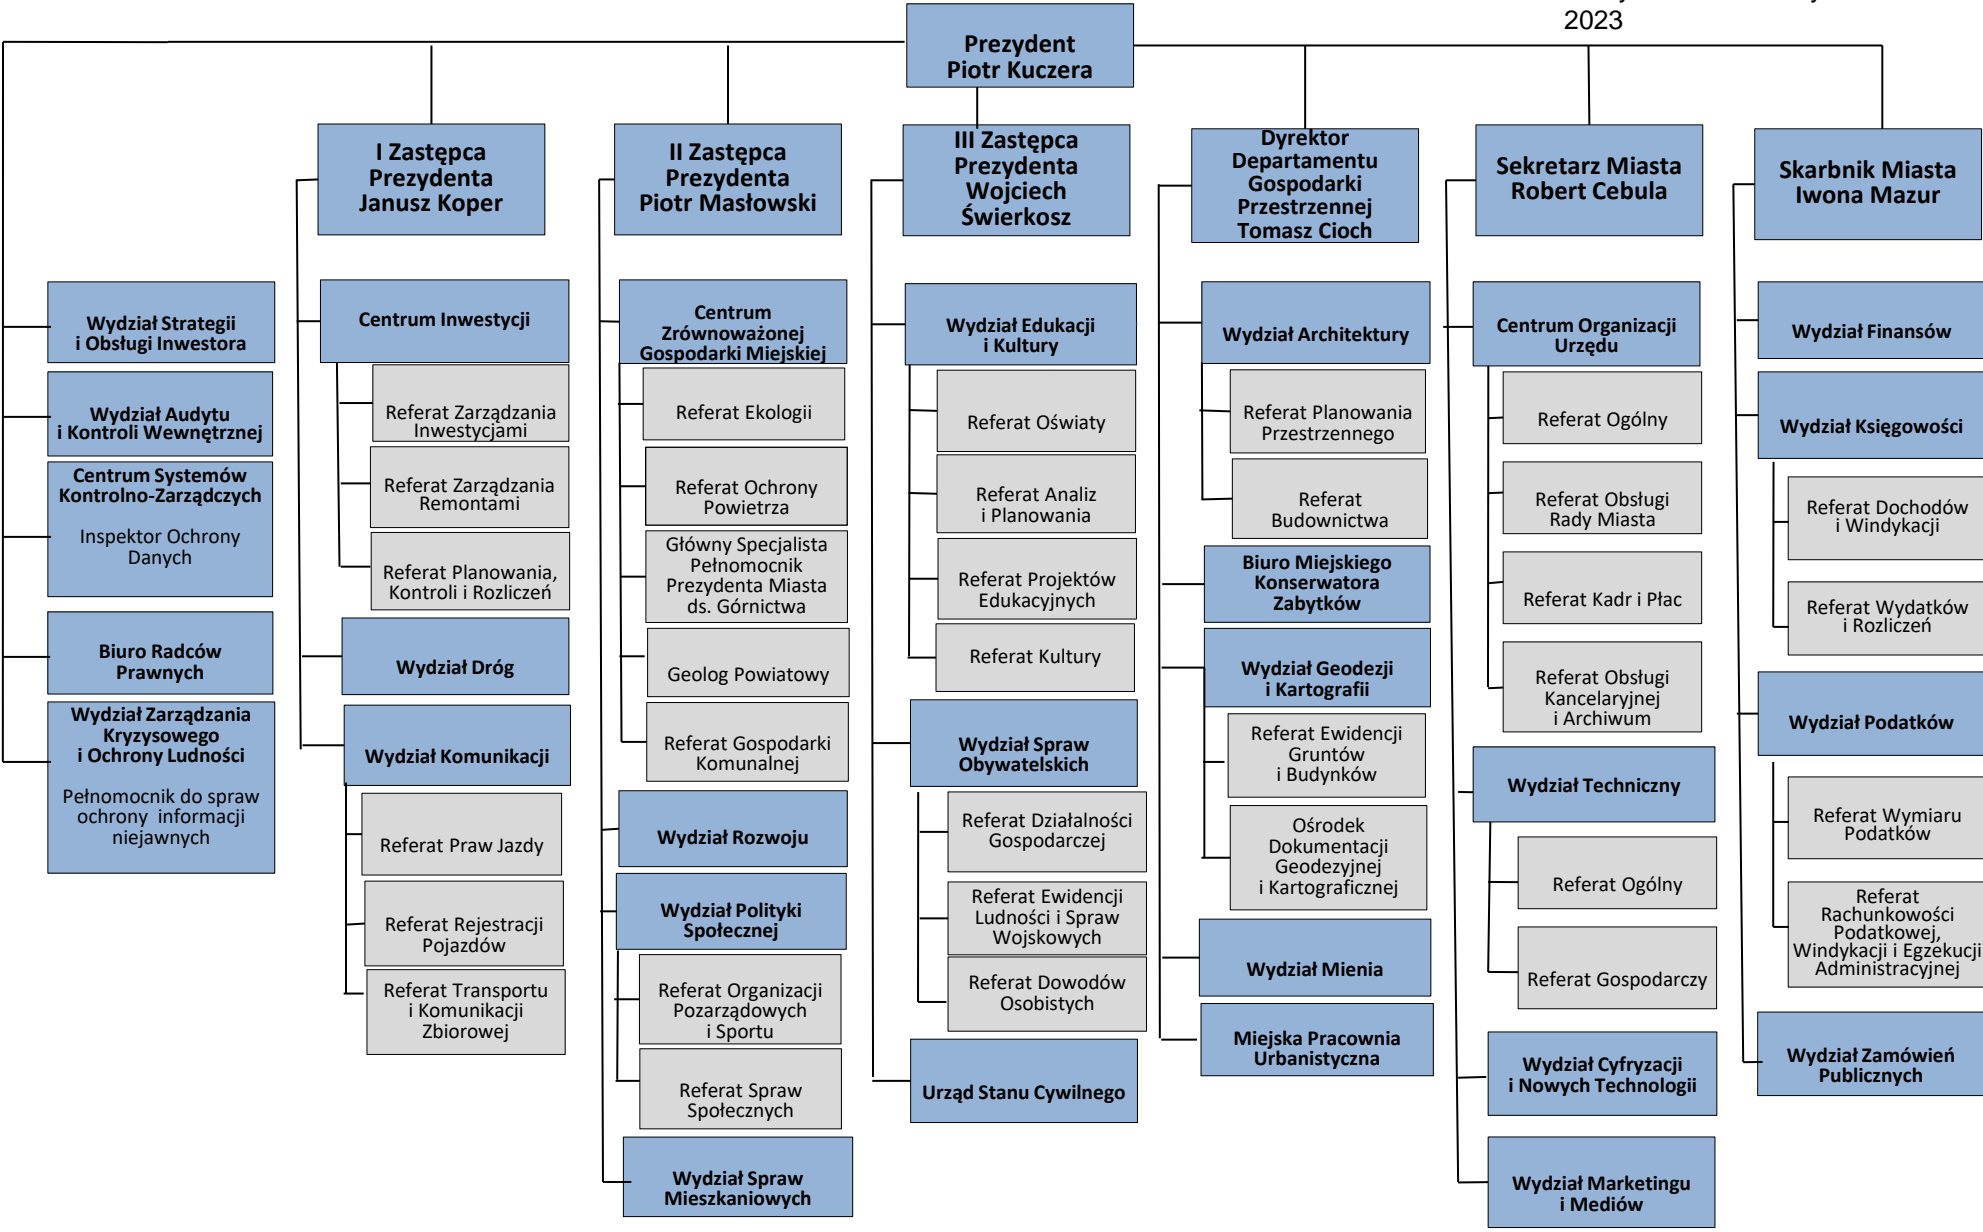 2023
Prezydent
Piotr Kuczera
I Zastępca
Prezydenta
Janusz Koper
II Zastępca
Prezydenta
Piotr Masłowski
III Zastępca
Prezydenta
Wojciech
Świerkosz
Dyrektor
Departamentu
Gospodarki
Przestrzennej
Tomasz Cioch
Sekretarz Miasta
Robert Cebula
Skarbnik Miasta
Iwona Mazur
Wydział Strategii
i Obsługi Inwestora
Wydział Audytu
i Kontroli Wewnętrznej
Centrum Systemów
Kontrolno-Zarządczych
Inspektor Ochrony
Danych
Biuro Radców
Prawnych
Wydział Zarządzania
Kryzysowego
i Ochrony Ludności
Pełnomocnik do spraw
ochrony informacji
niejawnych
Centrum Inwestycji
Referat Zarządzania
Inwestycjami
Referat Zarządzania
Remontami
Referat Planowania,
Kontroli i Rozliczeń
Wydział Dróg
Wydział Komunikacji
Referat Praw Jazdy
Referat Rejestracji
Pojazdów
Referat Transportu
i Komunikacji
Zbiorowej
Centrum
Zrównoważonej
Gospodarki Miejskiej
Referat Ekologii
Referat Ochrony
Powietrza
Główny Specjalista
Pełnomocnik
Prezydenta Miasta
ds. Górnictwa
Geolog Powiatowy
Referat Gospodarki
Komunalnej
Wydział Rozwoju
Wydział Polityki
Społecznej
Referat Organizacji
Pozarządowych
i Sportu
Referat Spraw
Społecznych
Wydział Spraw
Mieszkaniowych
Wydział Edukacji
i Kultury
Referat Oświaty
Referat Analiz
i Planowania
Referat Projektów
Edukacyjnych
Referat Kultury
Wydział Spraw
Obywatelskich
Referat Działalności
Gospodarczej
Referat Ewidencji
Ludności i Spraw
Wojskowych
Referat Dowodów
Osobistych
Urząd Stanu Cywilnego
Wydział Architektury
Referat Planowania
Przestrzennego
Referat
Budownictwa
Biuro Miejskiego
Konserwatora
Zabytków
Wydział Geodezji
i Kartografii
Referat Ewidencji
Gruntów
i Budynków
Ośrodek
Dokumentacji
Geodezyjnej
i Kartograficznej
Wydział Mienia
Miejska Pracownia
Urbanistyczna
Centrum Organizacji
Urzędu
Referat Ogólny
Referat Obsługi
Rady Miasta
Referat Kadr i Płac
Referat Obsługi
Kancelaryjnej
i Archiwum
Wydział Techniczny
Referat Ogólny
Referat Gospodarczy
Wydział Cyfryzacji
i Nowych Technologii
Wydział Marketingu
i Mediów
Wydział Finansów
Wydział Księgowości
Referat Dochodów
i Windykacji
Referat Wydatków
i Rozliczeń
Wydział Podatków
Referat Wymiaru
Podatków
Referat
Rachunkowości
Podatkowej,
Windykacji i Egzekucji
Administracyjnej
Wydział Zamówień
Publicznych